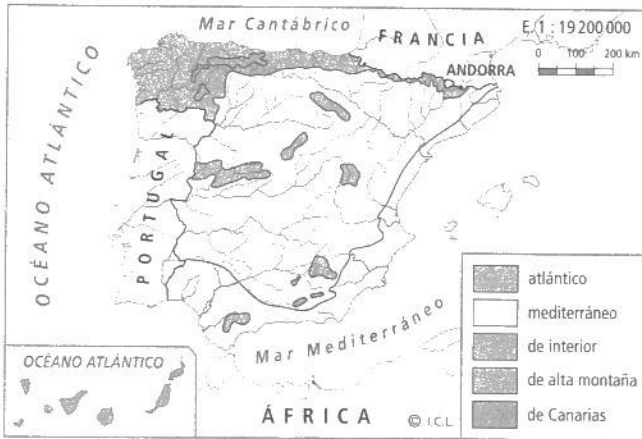 Mar Cantábrico
FRANCIA
E. 1 : 19 200 000
0 100 200 km
ANDORRA
OCÉANO ATLÁNTICO
PORTUGAL
Mar Mediterráneo
ÁFRICA
© I.C.L.
OCÉANO ATLÁNTICO
atlántico
mediterráneo
de interior
de alta montaña
de Canarias